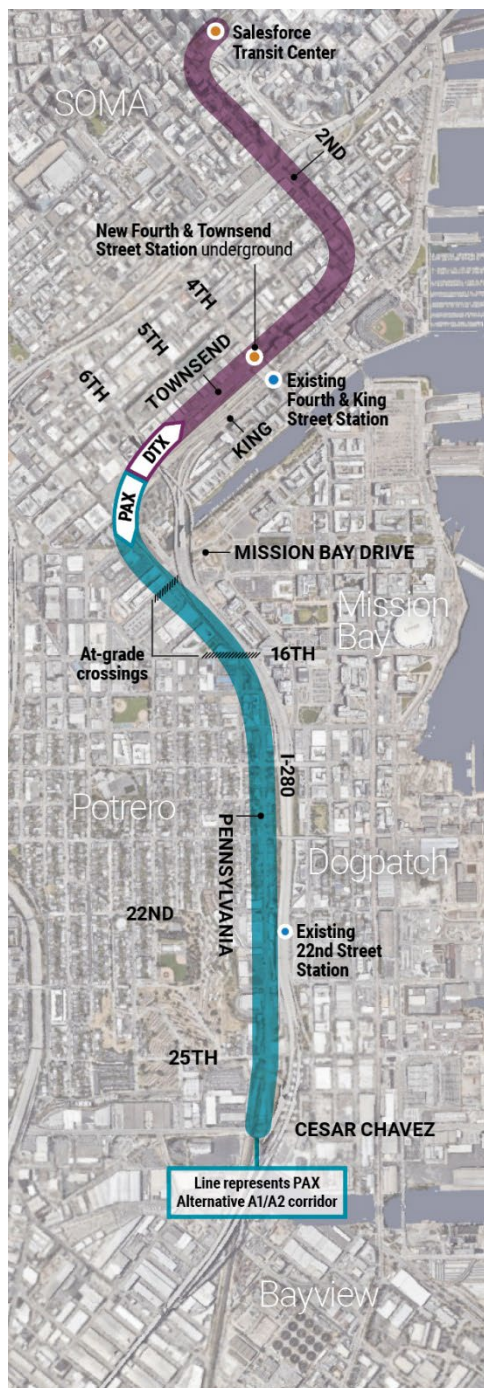 Salesforce
Transit Center
SOMA
2ND
New Fourth & Townsend
Street Station underground
4TH
5TH
6TH
TOWNSEND
Existing
Fourth & King
Street Station
KING
DTX
PAX
MISSION BAY DRIVE
Mission
Bay
At-grade
crossings
16TH
I-280
Potrero
PENNSYLVANIA
Dogpatch
22ND
Existing
22nd Street
Station
25TH
CESAR CHAVEZ
Line represents PAX
Alternative A1/A2 corridor
Bayview